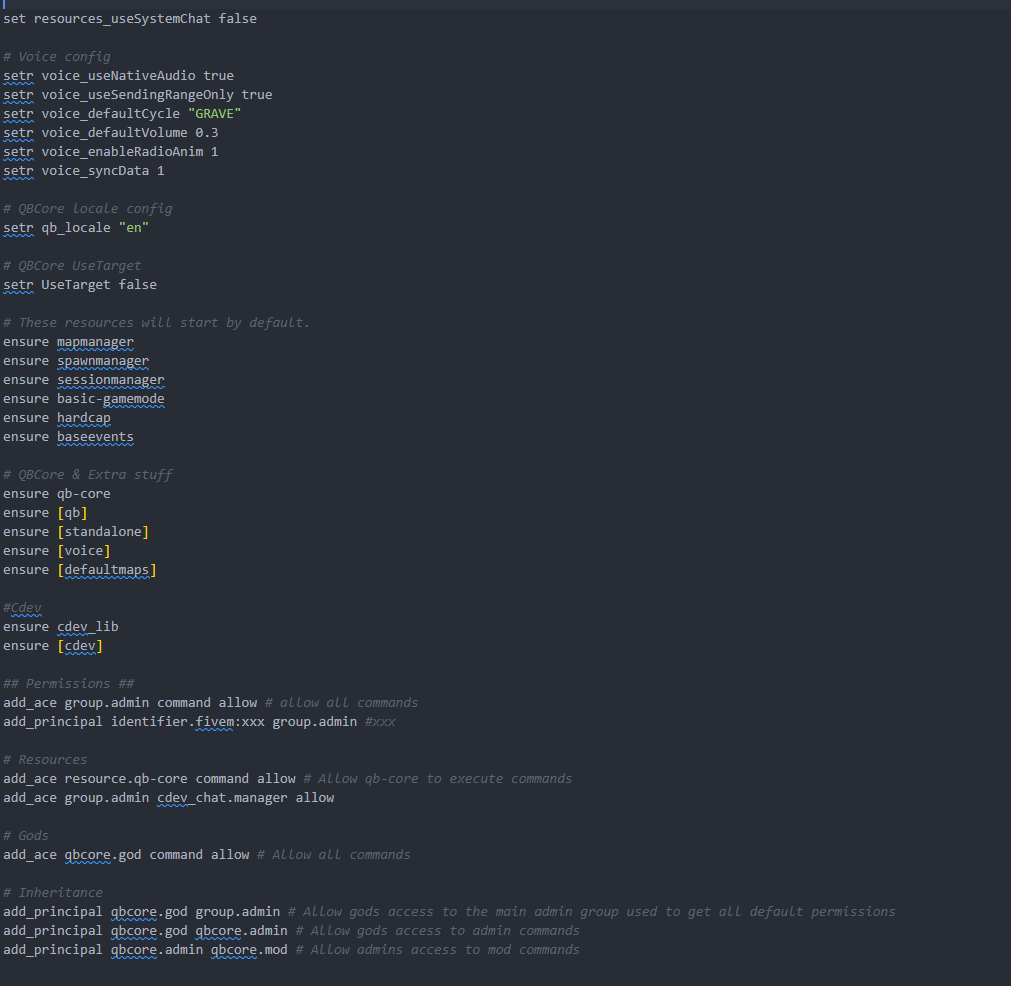 set resources_useSystemChat false
# Voice config
setr voice_useNativeAudio true
setr voice_useSendingRangeOnly true
setr voice_defaultCycle "GRAVE"
setr voice_defaultVolume 0.3
setr voice_enableRadioAnim 1
setr voice_syncData 1
# QBCore locale config
setr qb_locale "en"
# QBCore UseTarget
setr UseTarget false
# These resources will start by default.
ensure mapmanager
ensure spawnmanager
ensure sessionmanager
ensure basic-gamemode
ensure hardcap
ensure baseevents
# QBCore & Extra stuff
ensure qb-core
ensure [qb]
ensure [standalone]
ensure [voice]
ensure [defaultmaps]
#Cdev
ensure cdev_lib
ensure [cdev]
## Permissions ##
add_ace group.admin command allow # allow all commands
add_principal identifier.fivem:xxx group.admin #xxx
# Resources
add_ace resource.qb-core command allow # Allow qb-core to execute commands
add_ace group.admin cdev_chat.manager allow
# Gods
add_ace qbcore.god command allow # Allow all commands
# Inheritance
add_principal qbcore.god group.admin # Allow gods access to the main admin group used to get all default permissions
add_principal qbcore.god qbcore.admin # Allow gods access to admin commands
add_principal qbcore.admin qbcore.mod # Allow admins access to mod commands